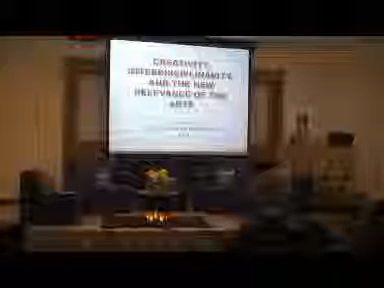 CREATIVITY,
INTERDISCIPLINARITY,
AND THE NEW
RELEVANCE OF THE
ARTS